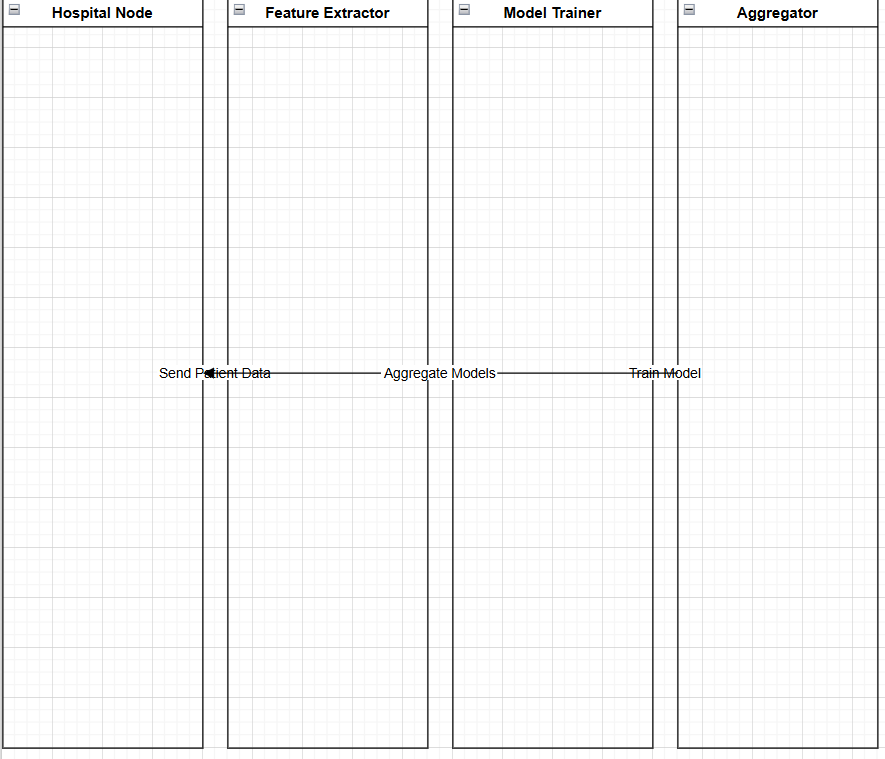 Hospital Node
Feature Extractor
Model Trainer
Aggregator
Send Patient Data
Aggregate Models
Train Model